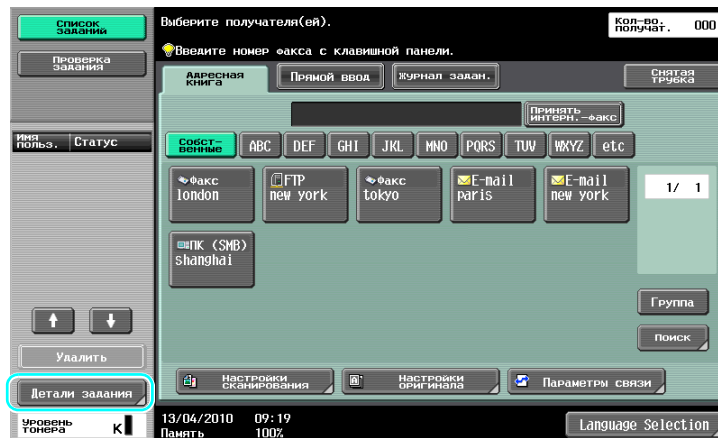 Список
заданий
Проверка
задания
Имя
польз.
Статус
Удалить
Детали задания
Уровень
тонера
K
Выберите получателя(ей).
Кол-во.
получат.
000
Введите номер факса с клавишной панели.
Адресная
книга
Прямой ввод
Журнал задан.
Снятая
трубка
Принять
интерн.-факс
Собст-
венные
ABC
DEF
GHI
JKL
MNO
PQRS
TUV
WXYZ
etc
Факс
london
FTP
new york
Факс
tokyo
E-mail
paris
E-mail
new york
1/ 1
ПК (SMB)
shanghai
Группа
Поиск
Настройки
сканирования
Настройки
оригинала
Параметры связи
13/04/2010 09:19
Память 100%
Language Selection